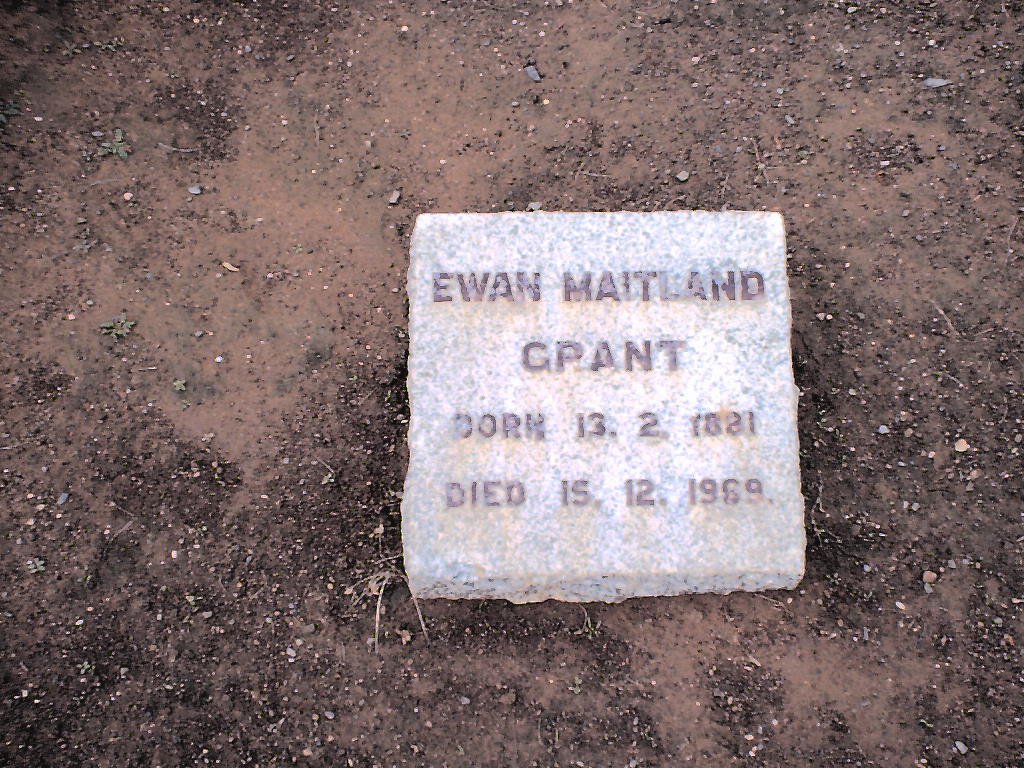 EWAN MAITLAND
GRANT
BORN 13. 2. 1881
DIED 15. 12. 1969.